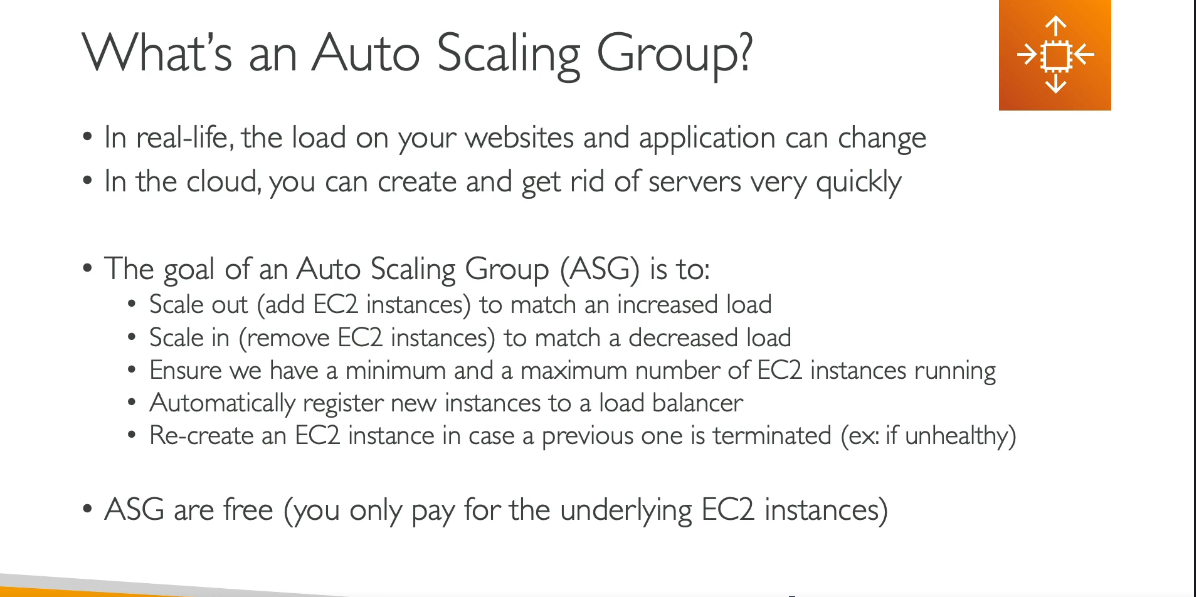 What's an Auto Scaling Group?
• In real-life, the load on your websites and application can change
• In the cloud, you can create and get rid of servers very quickly
• The goal of an Auto Scaling Group (ASG) is to:
• Scale out (add EC2 instances) to match an increased load
• Scale in (remove EC2 instances) to match a decreased load
• Ensure we have a minimum and a maximum number of EC2 instances running
• Automatically register new instances to a load balancer
• Re-create an EC2 instance in case a previous one is terminated (ex: if unhealthy)
• ASG are free (you only pay for the underlying EC2 instances)